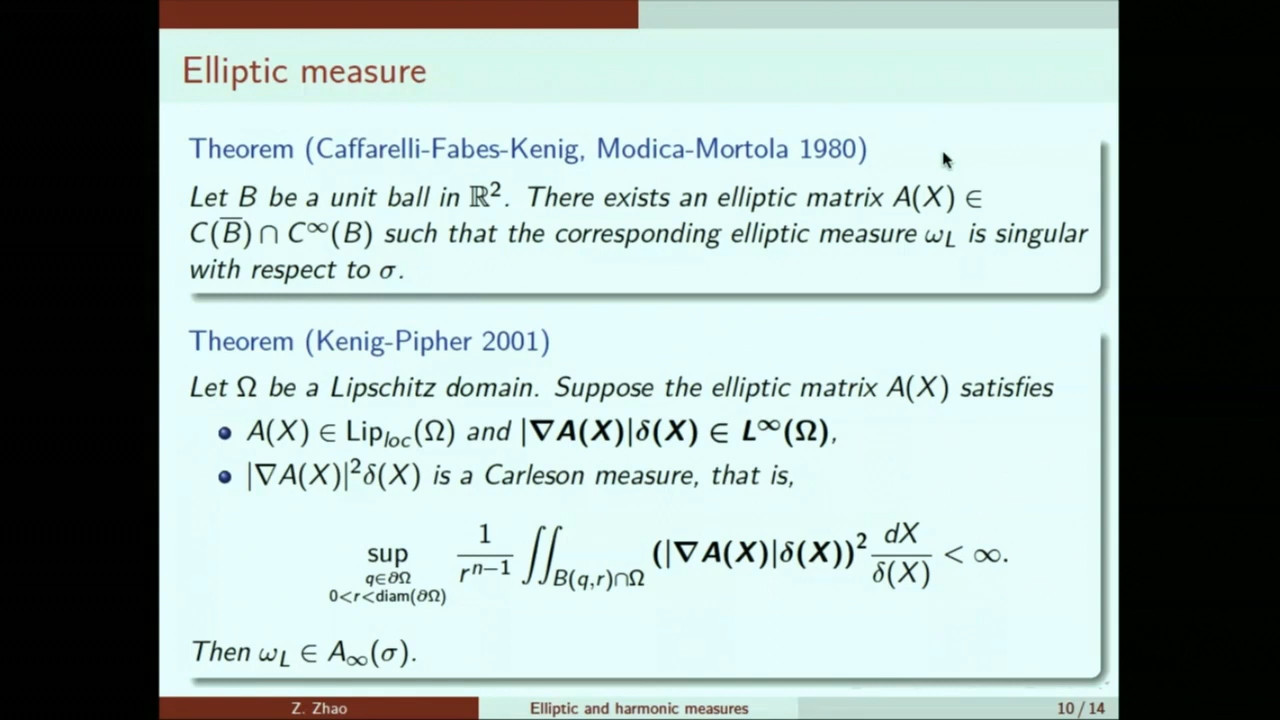 Elliptic measure
Theorem (Caffarelli-Fabes-Kenig, Modica-Mortola 1980)
Let B be a unit ball in ℝ². There exists an elliptic matrix A(X) ∈
C(B̅) ∩ C^∞(B) such that the corresponding elliptic measure ω_L is singular
with respect to σ.
Theorem (Kenig-Pipher 2001)
Let Ω be a Lipschitz domain. Suppose the elliptic matrix A(X) satisfies
• A(X) ∈ Lip_loc(Ω) and |∇A(X)|δ(X) ∈ L^∞(Ω),
• |∇A(X)|²δ(X) is a Carleson measure, that is,
sup_{q∈∂Ω, 0<r<diam(∂Ω)} 1/r^{n−1} ∬_{B(q,r)∩Ω} (|∇A(X)|δ(X))² dX/δ(X) < ∞.
Then ω_L ∈ A_∞(σ).
Z. Zhao Elliptic and harmonic measures 10 / 14